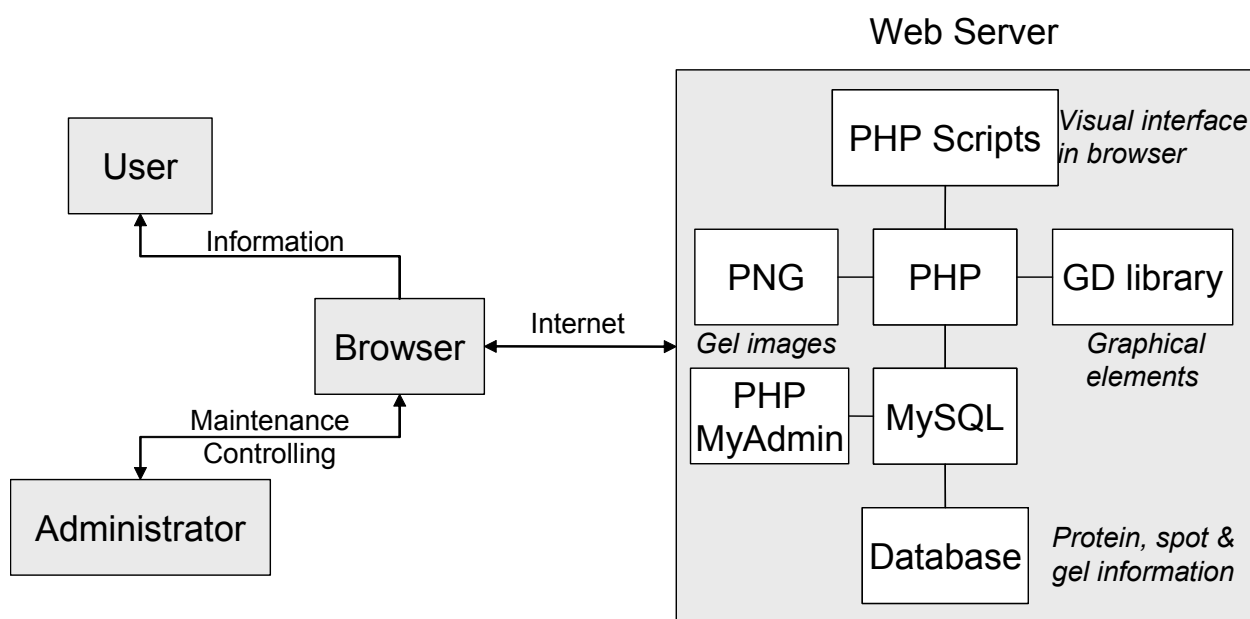 Web Server
PHP Scripts
Visual interface
in browser
User
Information
PNG
PHP
GD library
Browser
Internet
Gel images
Graphical
elements
Maintenance
Controlling
PHP
MyAdmin
MySQL
Administrator
Database
Protein, spot &
gel information